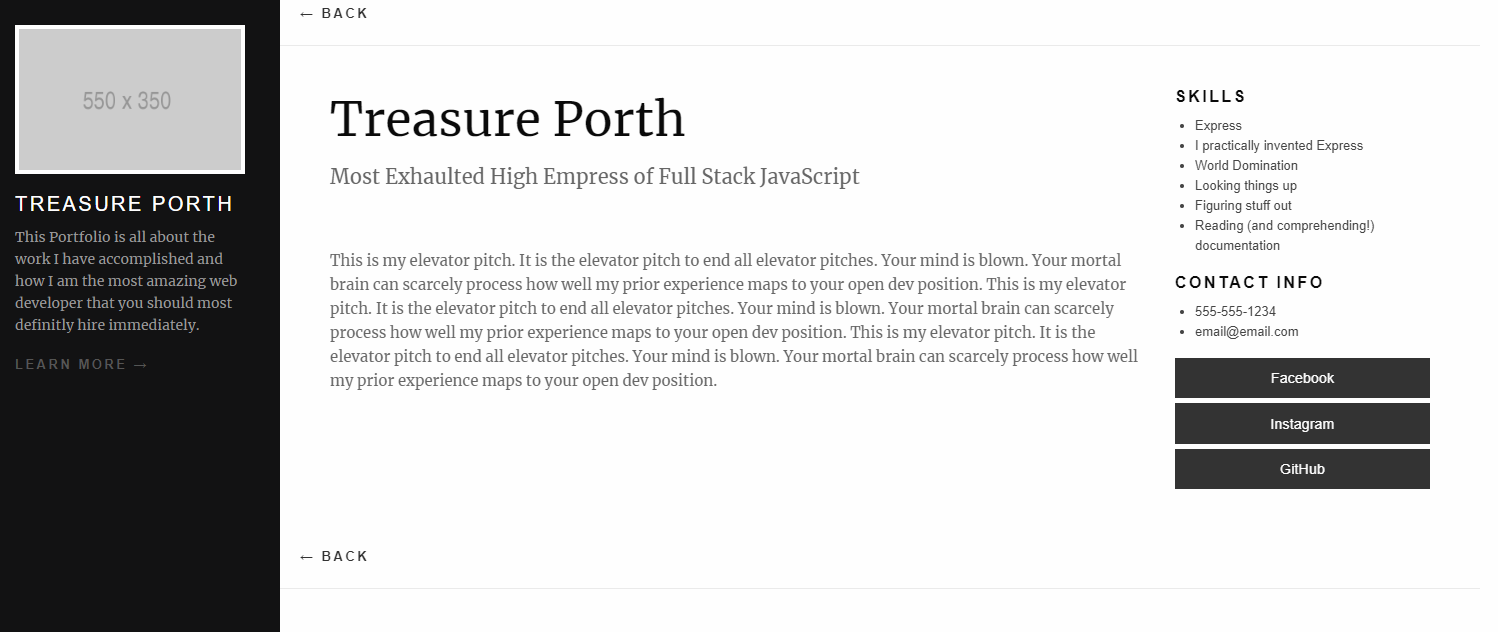 550 x 350
TREASURE PORTH
This Portfolio is all about the
work I have accomplished and
how I am the most amazing web
developer that you should most
definitly hire immediately.
LEARN MORE →
← BACK
Treasure Porth
Most Exhaulted High Empress of Full Stack JavaScript
This is my elevator pitch. It is the elevator pitch to end all elevator pitches. Your mind is blown. Your mortal
brain can scarcely process how well my prior experience maps to your open dev position. This is my elevator
pitch. It is the elevator pitch to end all elevator pitches. Your mind is blown. Your mortal brain can scarcely
process how well my prior experience maps to your open dev position. This is my elevator pitch. It is the
elevator pitch to end all elevator pitches. Your mind is blown. Your mortal brain can scarcely process how well
my prior experience maps to your open dev position.
SKILLS
• Express
• I practically invented Express
• World Domination
• Looking things up
• Figuring stuff out
• Reading (and comprehending!)
documentation
CONTACT INFO
• 555-555-1234
• email@email.com
Facebook
Instagram
GitHub
← BACK